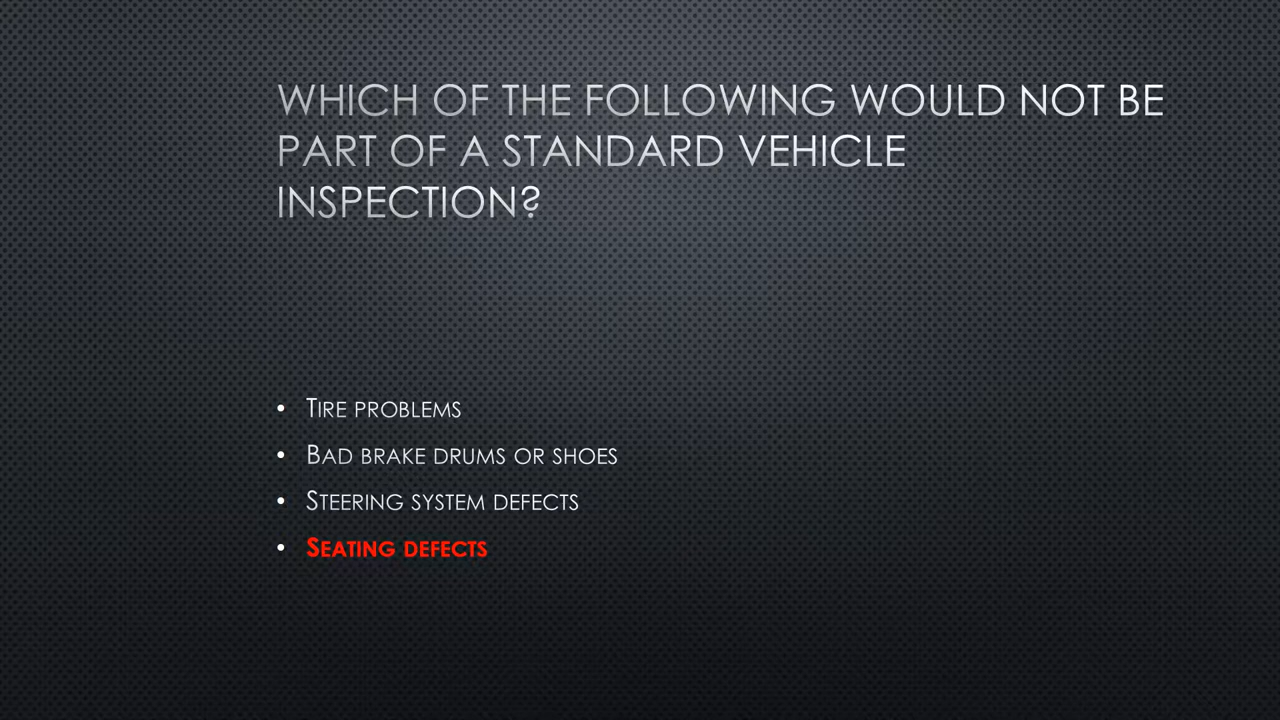 WHICH OF THE FOLLOWING WOULD NOT BE
PART OF A STANDARD VEHICLE
INSPECTION?
• TIRE PROBLEMS
• BAD BRAKE DRUMS OR SHOES
• STEERING SYSTEM DEFECTS
• SEATING DEFECTS